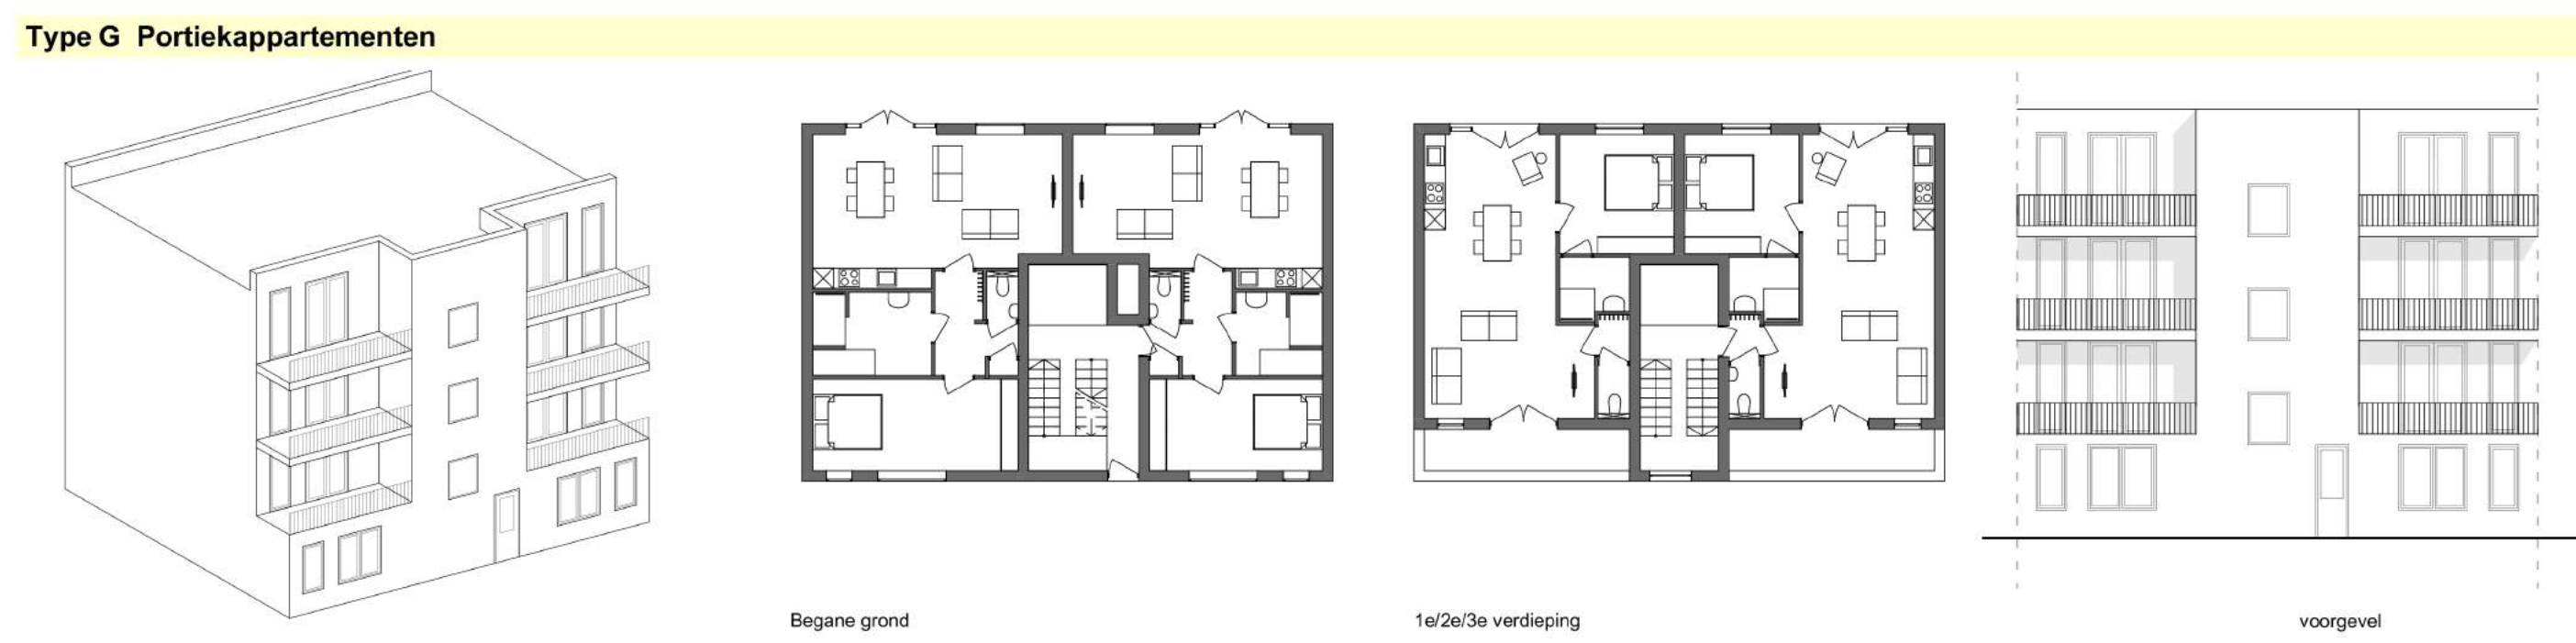 Type G Portiekappartementen
Begane grond
1e/2e/3e verdieping
voorgevel